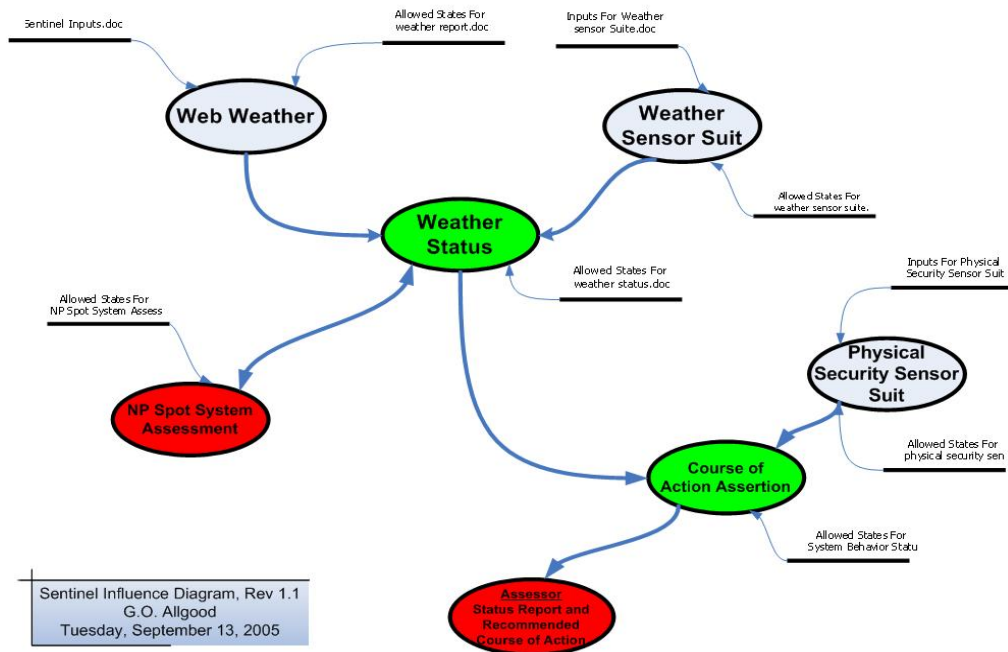 Sentinel Inputs.doc
Allowed States For
weather report.doc
Inputs For Weather
sensor Suite.doc
Web Weather
Weather
Sensor Suit
Allowed States For
weather sensor suite.
Weather
Status
Allowed States For
weather status.doc
Inputs For Physical
Security Sensor Suit
Allowed States For
NP Spot System Assess
Physical
Security Sensor
Suit
NP Spot System
Assessment
Allowed States For
physical security sen
Course of
Action Assertion
Allowed States For
System Behavior Statu
Assessor
Status Report and
Recommended
Course of Action
Sentinel Influence Diagram, Rev 1.1
G.O. Allgood
Tuesday, September 13, 2005